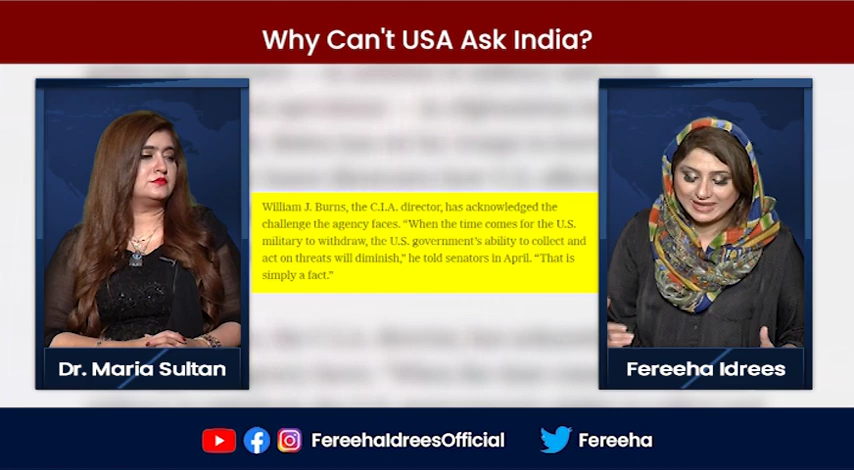 Why Can't USA Ask India?
William J. Burns, the C.I.A. director, has acknowledged the
challenge the agency faces. “When the time comes for the U.S.
military to withdraw, the U.S. government’s ability to collect and
act on threats will diminish,” he told senators in April. “That is
simply a fact.”
Dr. Maria Sultan
Fereeha Idrees
FereehaIdreesOfficial
Fereeha